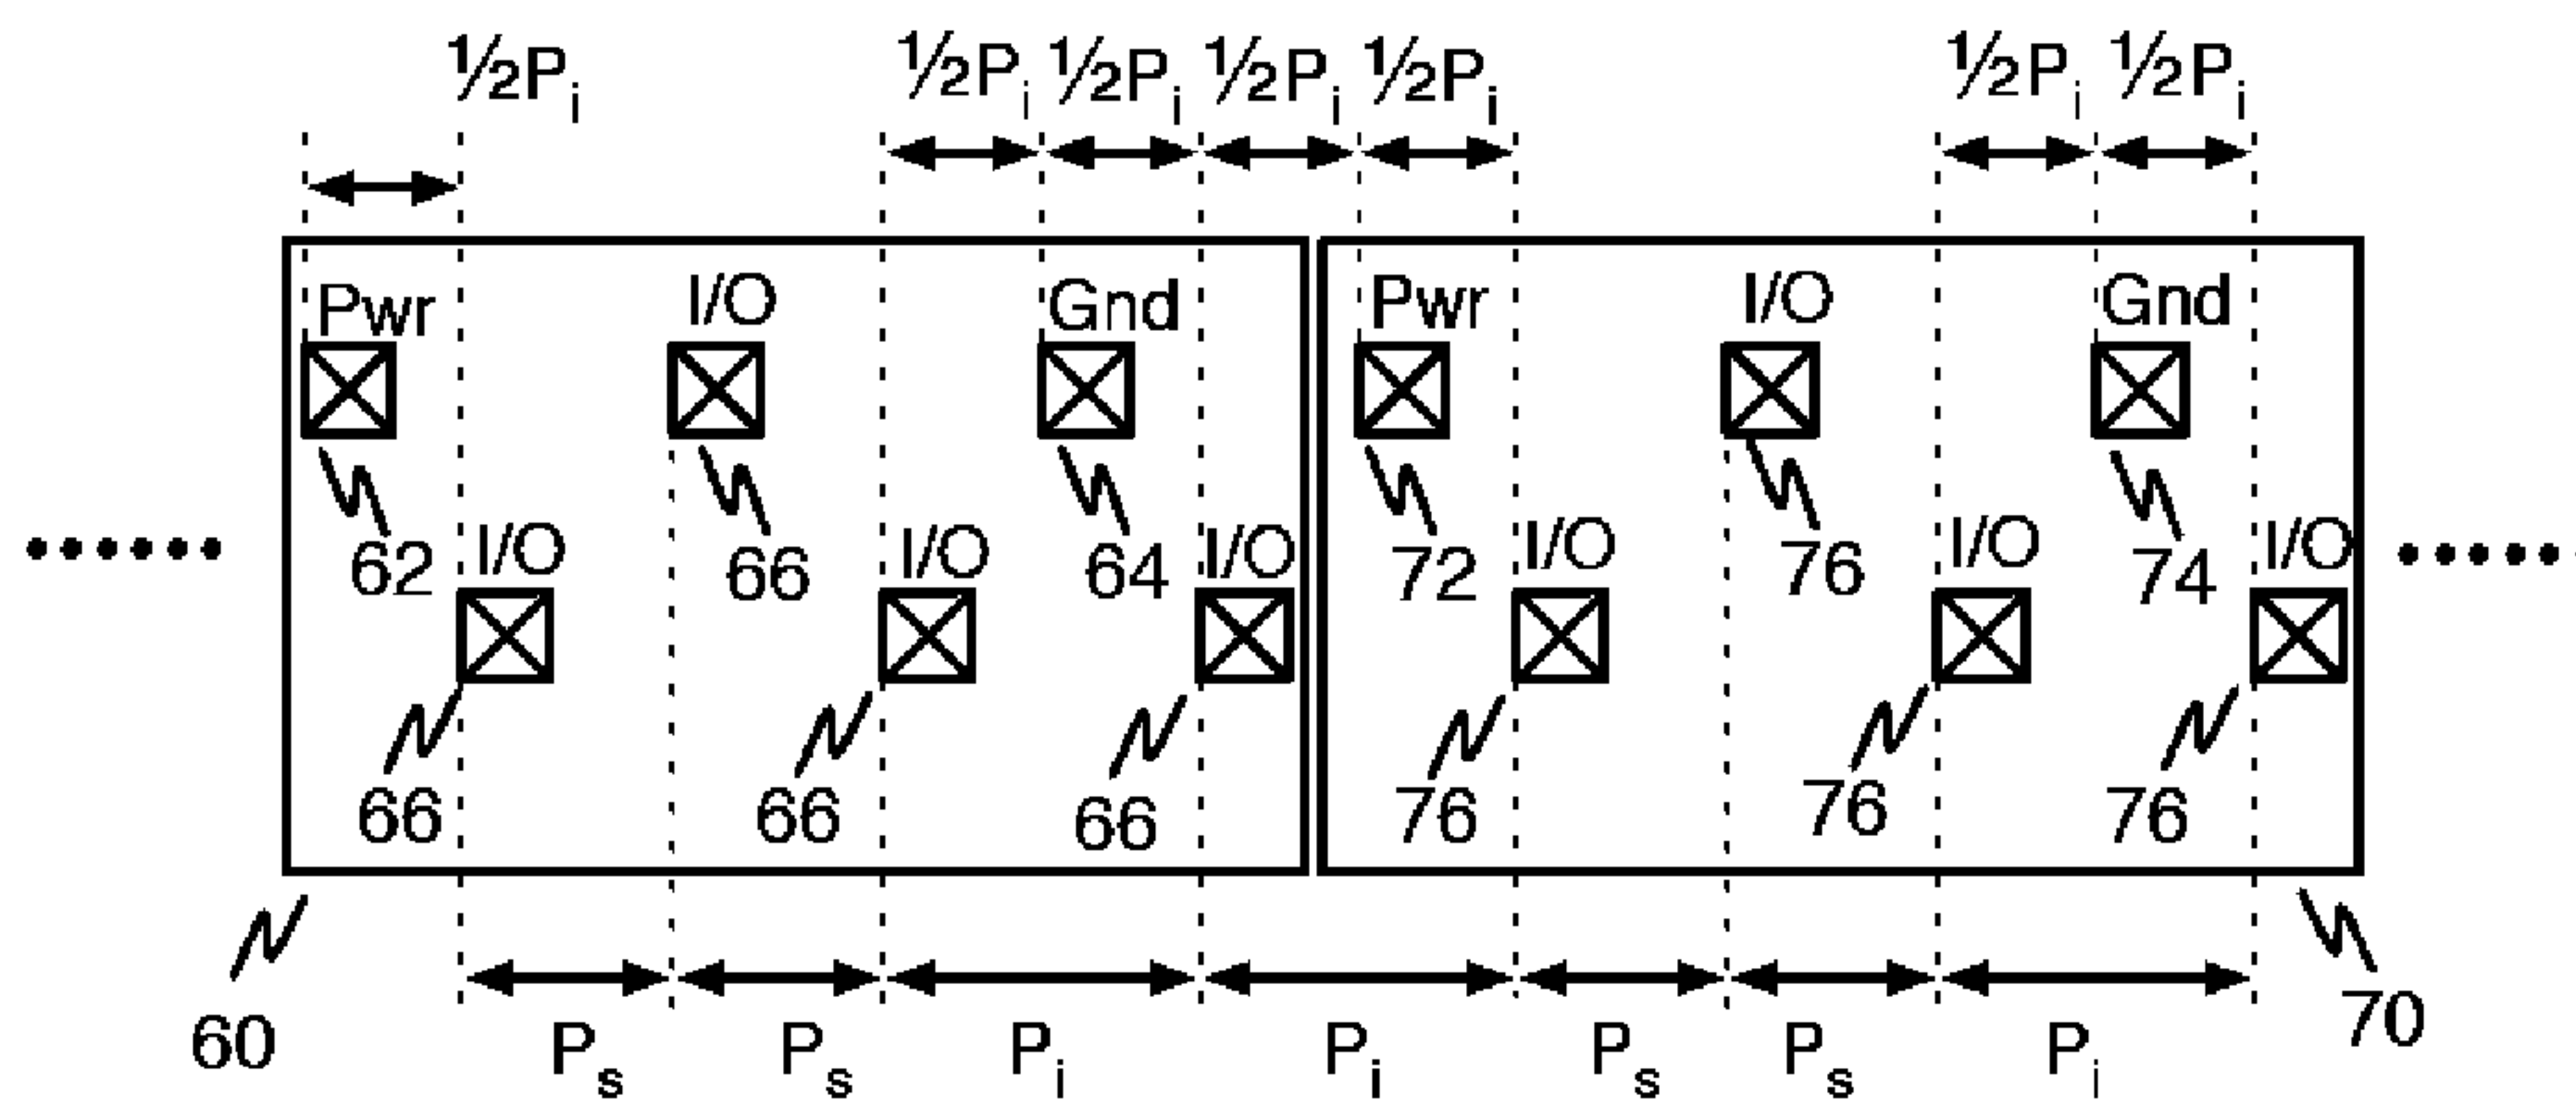 ½Pi ½Pi ½Pi ½Pi ½Pi ½Pi ½Pi
Pwr I/O Gnd Pwr I/O Gnd
62 I/O 66 I/O 64 I/O 72 I/O 76 I/O 74 I/O
66 66 66 76 76 76
60 70
Ps Ps Pi Pi Ps Ps Pi